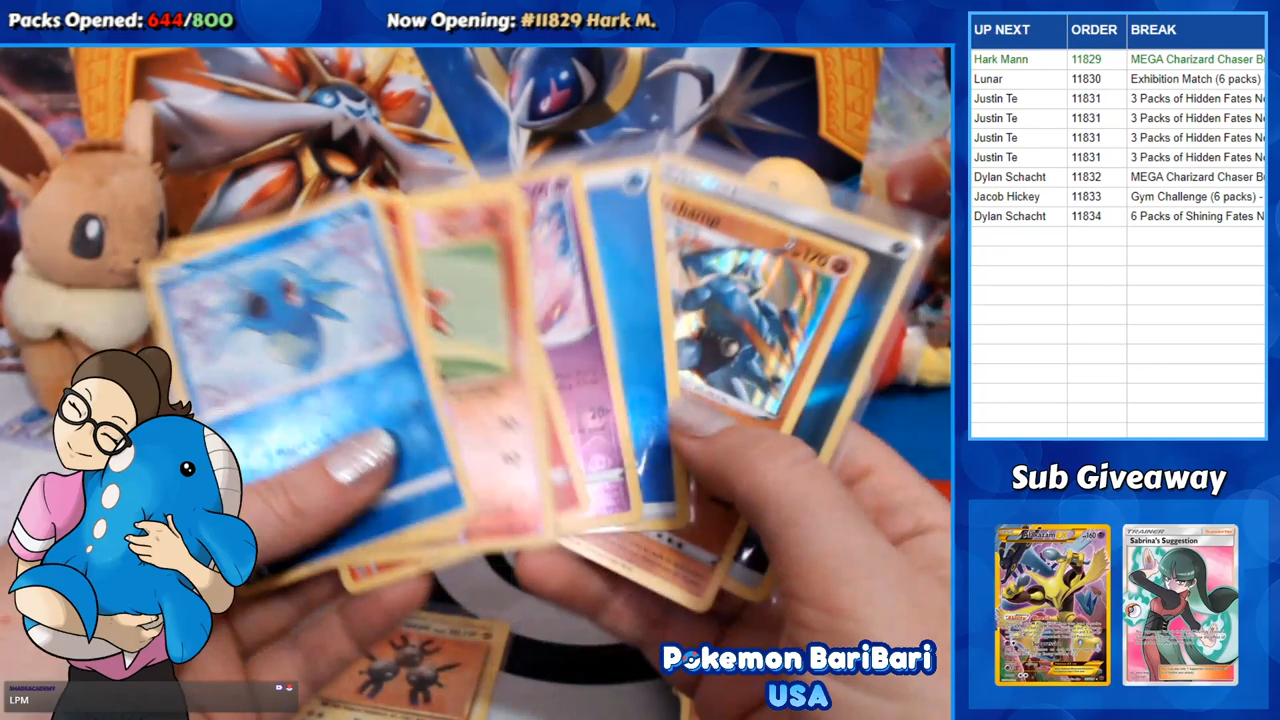 Packs Opened: 644/800
Now Opening: #11829 Hark M.
UP NEXT ORDER BREAK
Hark Mann 11829 MEGA Charizard Chaser B
Lunar 11830 Exhibition Match (6 packs)
Justin Te 11831 3 Packs of Hidden Fates N
Justin Te 11831 3 Packs of Hidden Fates N
Justin Te 11831 3 Packs of Hidden Fates N
Justin Te 11831 3 Packs of Hidden Fates N
Dylan Schacht 11832 MEGA Charizard Chaser B
Jacob Hickey 11833 Gym Challenge (6 packs) -
Dylan Schacht 11834 6 Packs of Shining Fates N
champ
170
20
Sub Giveaway
160
TRAINER
Sabrina's Suggestion
Pokemon BariBari
USA
LPM